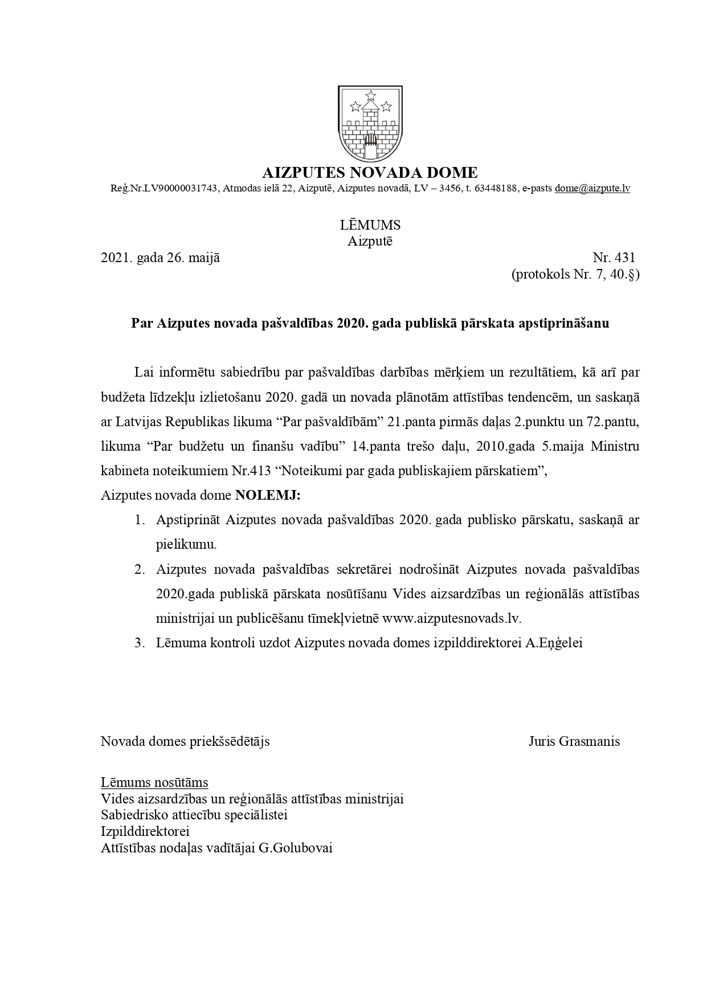 AIZPUTES NOVADA DOME
Reģ.Nr.LV90000031743, Atmodas ielā 22, Aizputē, Aizputes novadā, LV – 3456, t. 63448188, e-pasts dome@aizpute.lv
LĒMUMS
Aizputē
2021. gada 26. maijā Nr. 431
(protokols Nr. 7, 40.§)
Par Aizputes novada pašvaldības 2020. gada publiskā pārskata apstiprināšanu
Lai informētu sabiedrību par pašvaldības darbības mērķiem un rezultātiem, kā arī par
budžeta līdzekļu izlietošanu 2020. gadā un novada plānotām attīstības tendencēm, un saskaņā
ar Latvijas Republikas likuma “Par pašvaldībām” 21.panta pirmās daļas 2.punktu un 72.pantu,
likuma “Par budžetu un finanšu vadību” 14.panta trešo daļu, 2010.gada 5.maija Ministru
kabineta noteikumiem Nr.413 “Noteikumi par gada publiskajiem pārskatiem”,
Aizputes novada dome NOLEMJ:
1. Apstiprināt Aizputes novada pašvaldības 2020. gada publisko pārskatu, saskaņā ar
pielikumu.
2. Aizputes novada pašvaldības sekretārei nodrošināt Aizputes novada pašvaldības
2020.gada publiskā pārskata nosūtīšanu Vides aizsardzības un reģionālās attīstības
ministrijai un publicēšanu tīmekļvietnē www.aizputesnovads.lv.
3. Lēmuma kontroli uzdot Aizputes novada domes izpilddirektorei A.Eņģelei
Novada domes priekšsēdētājs Juris Grasmanis
Lēmums nosūtāms
Vides aizsardzības un reģionālās attīstības ministrijai
Sabiedrisko attiecību speciālistei
Izpilddirektorei
Attīstības nodaļas vadītājai G.Golubovai